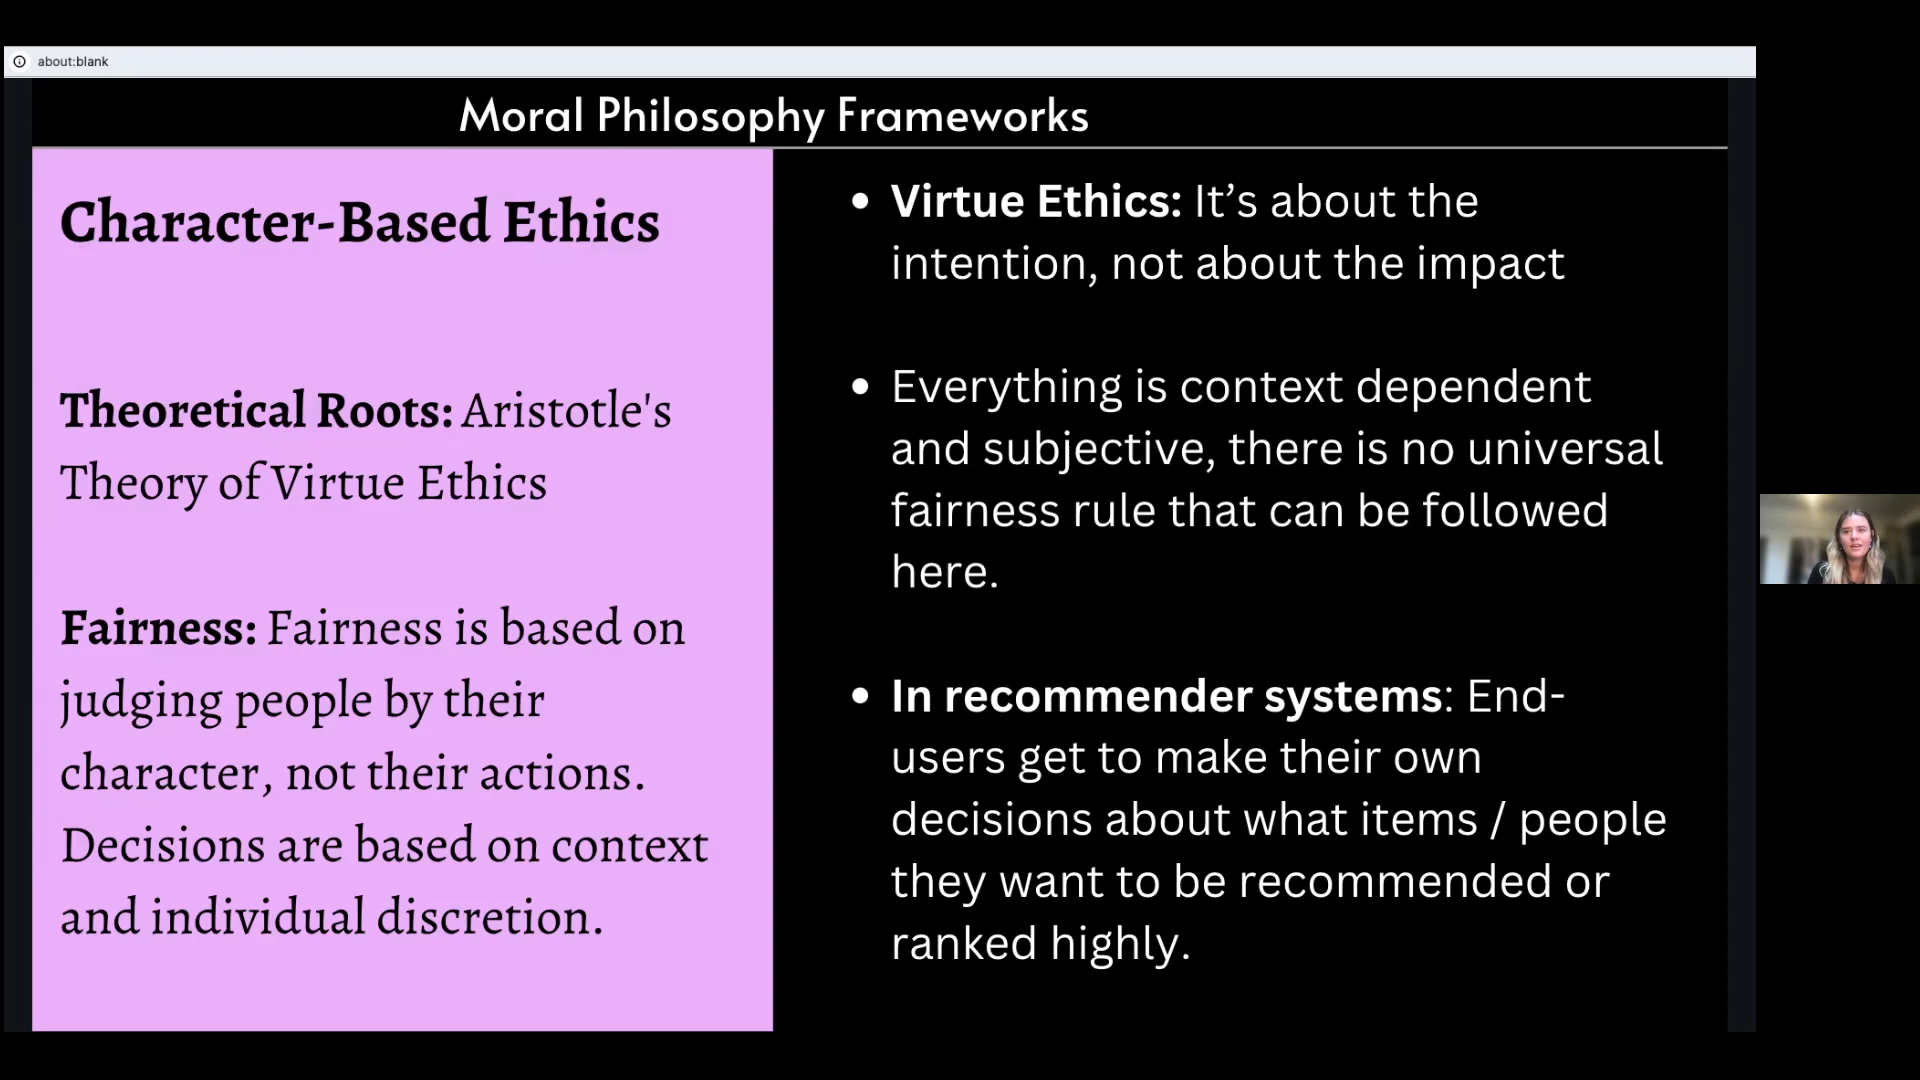 about:blank
Moral Philosophy Frameworks
Character-Based Ethics
Theoretical Roots: Aristotle's
Theory of Virtue Ethics
Fairness: Fairness is based on
judging people by their
character, not their actions.
Decisions are based on context
and individual discretion.
• Virtue Ethics: It’s about the
intention, not about the impact
• Everything is context dependent
and subjective, there is no universal
fairness rule that can be followed
here.
• In recommender systems: End-
users get to make their own
decisions about what items / people
they want to be recommended or
ranked highly.